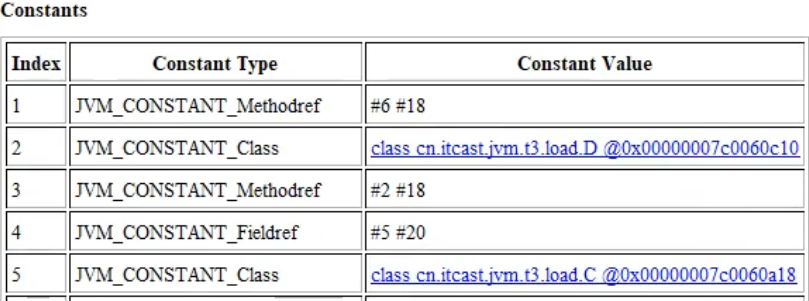 Constants
Index Constant Type Constant Value
1 JVM_CONSTANT_Methodref #6 #18
2 JVM_CONSTANT_Class class cn.itcast.jvm.t3.load.D @0x00000007c0060c10
3 JVM_CONSTANT_Methodref #2 #18
4 JVM_CONSTANT_Fieldref #5 #20
5 JVM_CONSTANT_Class class cn.itcast.jvm.t3.load.C @0x00000007c0060a18